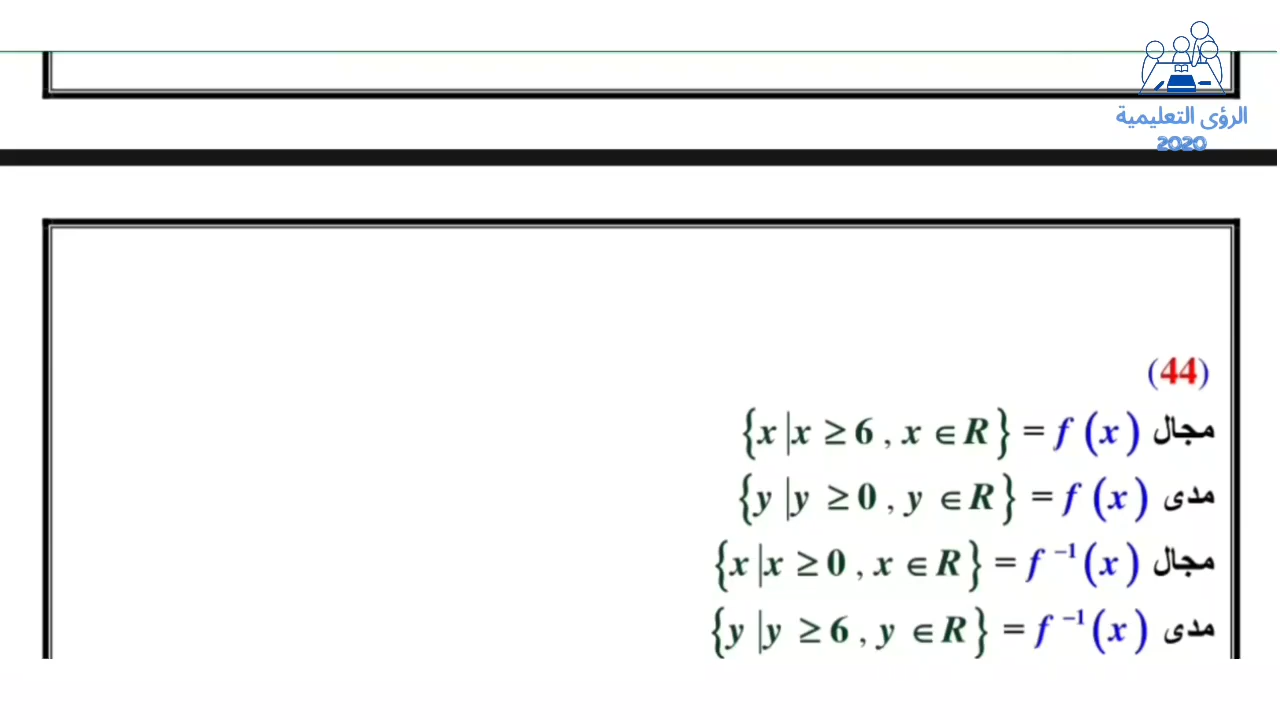 الرؤى التعليمية
2020
(44)
مجال f (x) = {x |x ≥ 6 , x ∈ R}
مدى f (x) = {y |y ≥ 0 , y ∈ R}
مجال f ⁻¹(x) = {x |x ≥ 0 , x ∈ R}
مدى f ⁻¹(x) = {y |y ≥ 6 , y ∈ R}